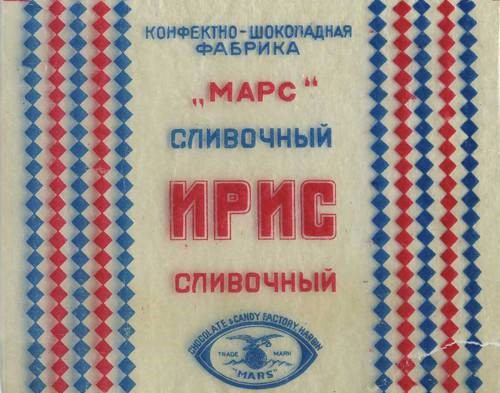 КОНФЕКТНО-ШОКОЛАДНАЯ
ФАБРИКА
„МАРС“
СЛИВОЧНЫЙ
ИРИС
СЛИВОЧНЫЙ
CHOCOLATE & CANDY FACTORY, HARBIN
TRADE MARK
"MARS"